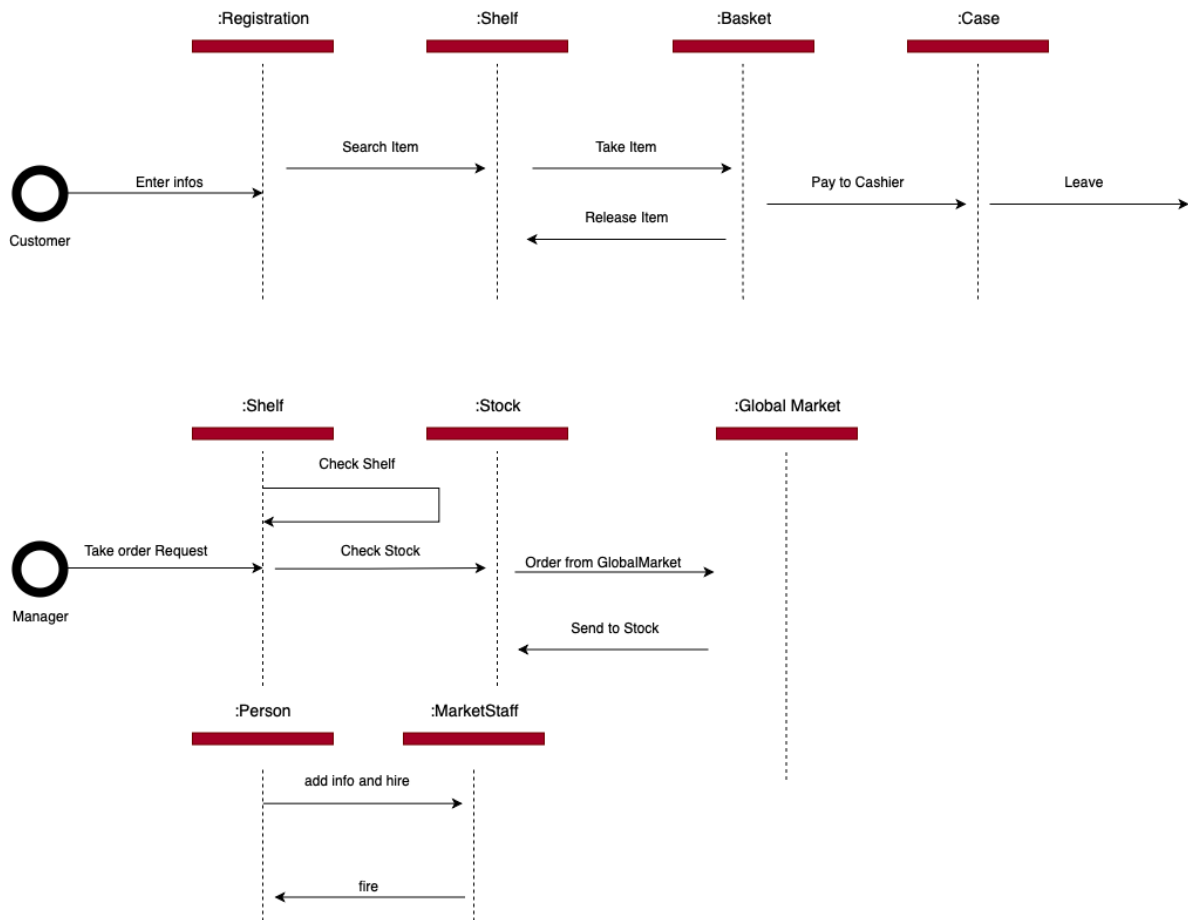 :Registration
:Shelf
:Basket
:Case
Search Item
Take Item
Enter infos
Pay to Cashier
Leave
Release Item
Customer
:Shelf
:Stock
:Global Market
Check Shelf
Take order Request
Check Stock
Order from GlobalMarket
Manager
Send to Stock
:Person
:MarketStaff
add info and hire
fire